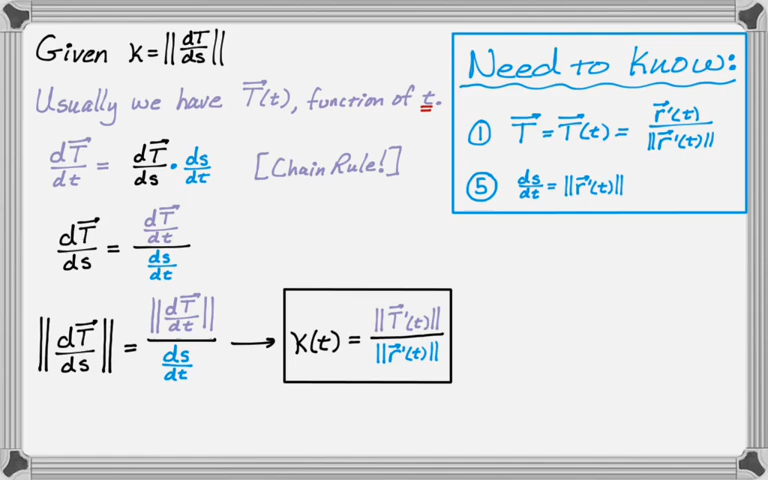 Given κ = ||dT/ds||
Usually we have T⃗(t), function of t.
dT⃗/dt = dT⃗/ds · ds/dt [Chain Rule!]
dT⃗/ds = (dT⃗/dt)/(ds/dt)
||dT⃗/ds|| = ||dT⃗/dt||/(ds/dt) → κ(t) = ||T⃗'(t)||/||r⃗'(t)||
Need to Know:
① T⃗ = T⃗(t) = r⃗'(t)/||r⃗'(t)||
⑤ ds/dt = ||r⃗'(t)||